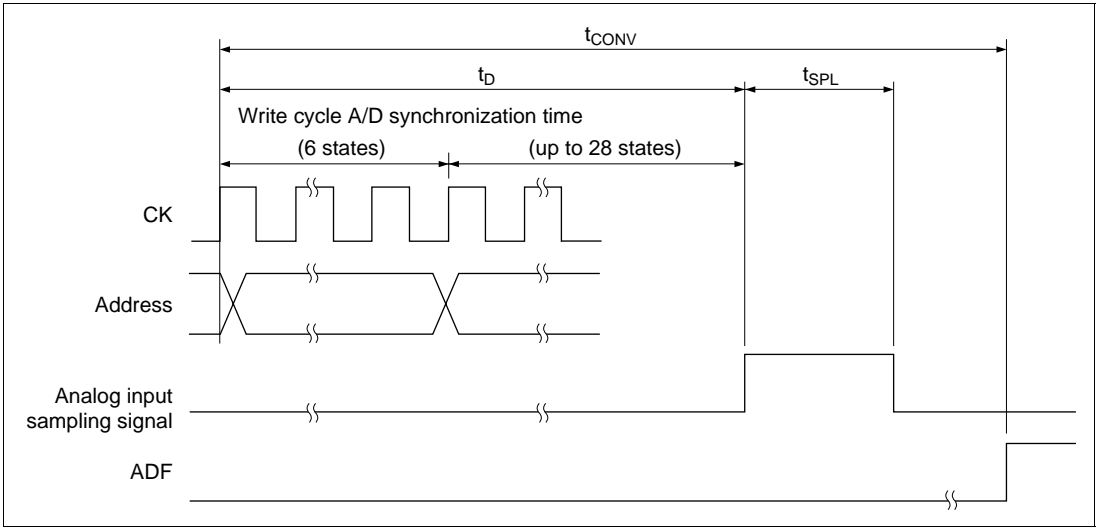 tCONV
tD tSPL
Write cycle A/D synchronization time
(6 states) (up to 28 states)
CK
Address
Analog input
sampling signal
ADF